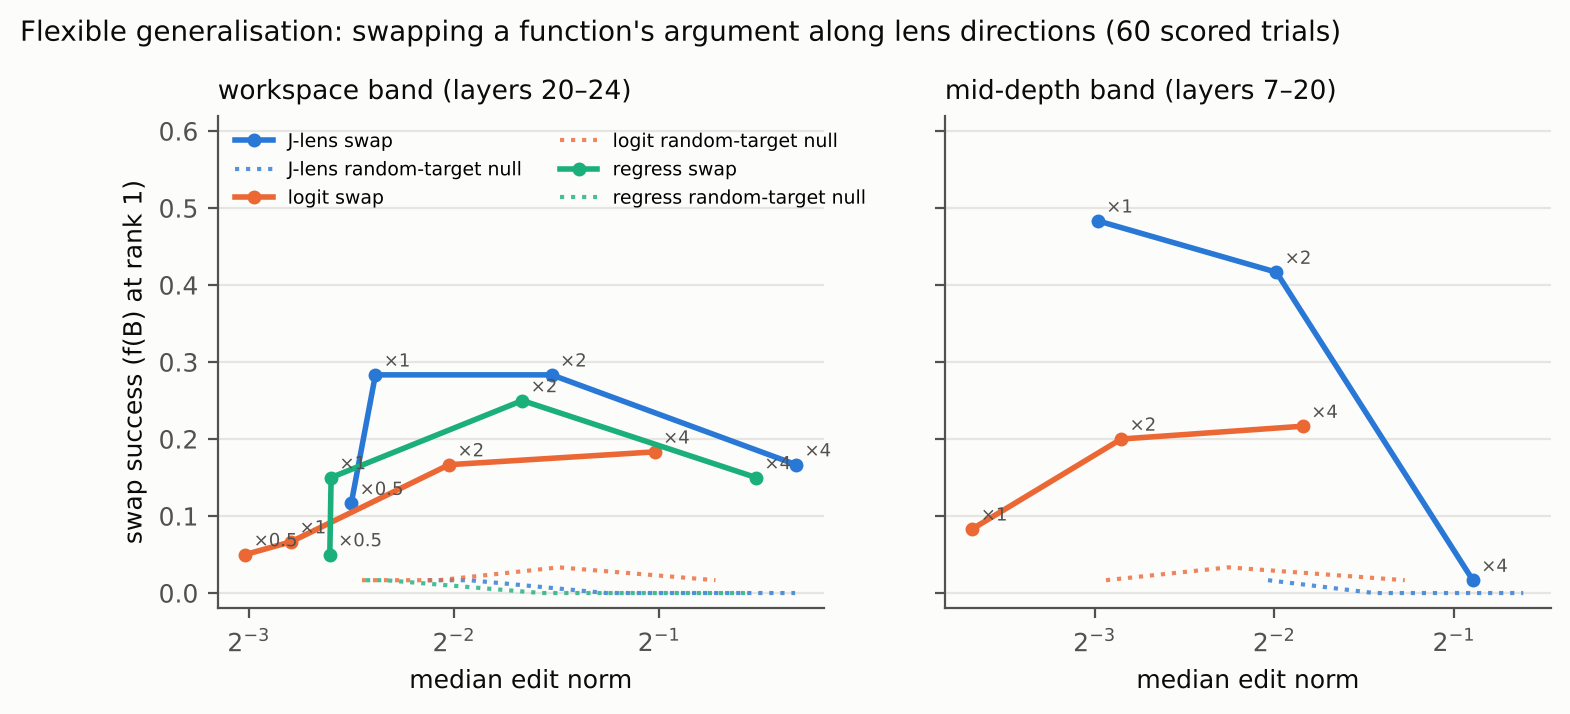 Flexible generalisation: swapping a function's argument along lens directions (60 scored trials)
workspace band (layers 20–24)
mid-depth band (layers 7–20)
swap success (f(B) at rank 1)
0.6
0.5
0.4
0.3
0.2
0.1
0.0
J-lens swap
J-lens random-target null
logit swap
logit random-target null
regress swap
regress random-target null
×1
×2
×2
×4
×4
×4
×2
×1
×0.5
×1
×0.5
×0.5
2⁻³
2⁻²
2⁻¹
median edit norm
×1
×2
×4
×2
×1
×4
2⁻³
2⁻²
2⁻¹
median edit norm